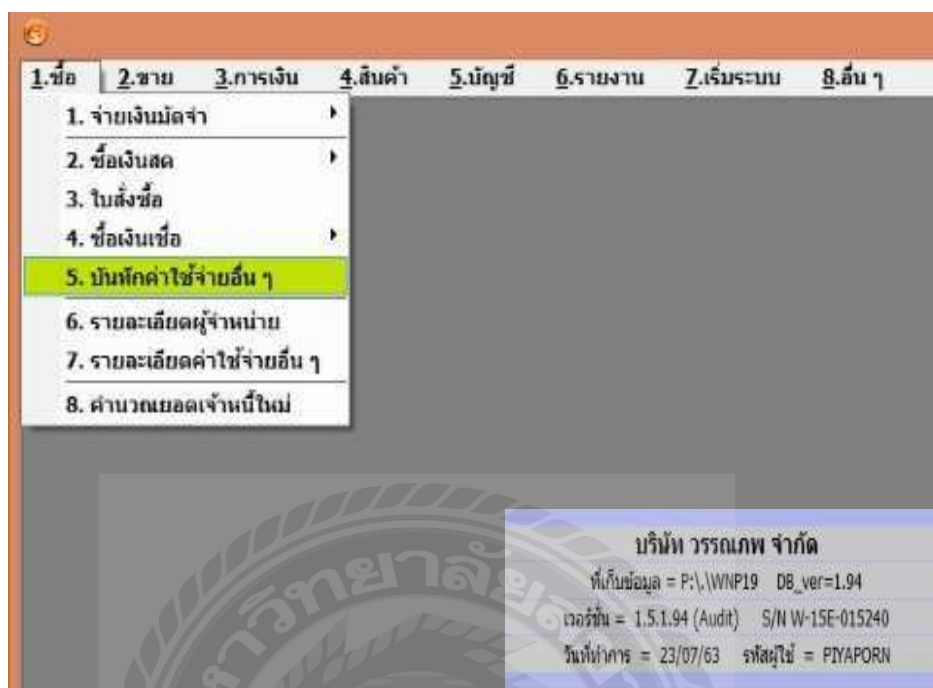 1.ซื้อ 2.ขาย 3.การเงิน 4.สินค้า 5.บัญชี 6.รายงาน 7.เริ่มระบบ 8.อื่น ๆ
1. จ่ายเงินมัดจำ
2. ซื้อเงินสด
3. ใบสั่งซื้อ
4. ซื้อเงินเชื่อ
5. บันทึกค่าใช้จ่ายอื่น ๆ
6. รายละเอียดผู้จำหน่าย
7. รายละเอียดค่าใช้จ่ายอื่น ๆ
8. คำนวณยอดเจ้าหนี้ใหม่
บริษัท วรรณภพ จำกัด
ที่เก็บข้อมูล = P:\.\WNP19 DB_ver=1.94
เวอร์ชั่น = 1.5.1.94 (Audit) S/N W-15E-015240
วันที่ทำการ = 23/07/63 รหัสผู้ใช้ = PIYAPORN